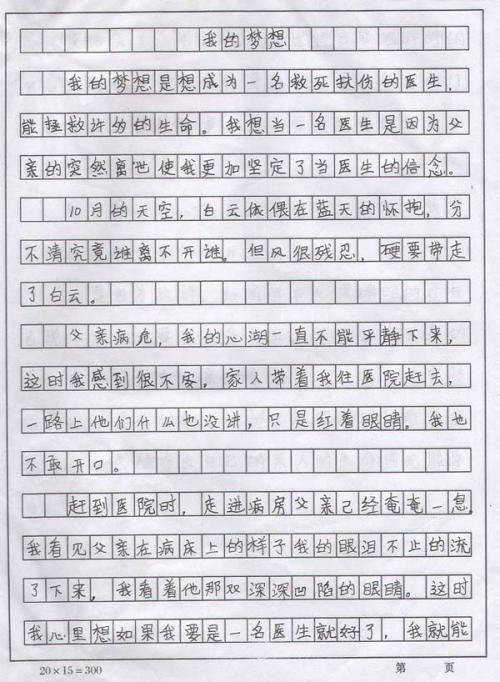 我的梦想
我的梦想是想成为一名救死扶伤的医生,
能拯救许多的生命。我想当一名医生是因为父
亲的突然离世使我更加坚定了当医生的信念。
10月的天空,白云依偎在蓝天的怀抱,分
不清究竟谁离不开谁。但风很残忍,硬要带走
了白云。
父亲病危,我的心湖一直不能平静下来,
这时我感到很不客。家人带着我往医院赶去,
一路上他们什么也没讲,只是红着眼睛。我也
不敢开口。
赶到医院时,走进病房父亲已经奄奄一息
我看见父亲在病床上的样子我的眼泪不止的流
了下来,我看着他那双深深凹陷的眼睛。这时
我心里想如果我要是一名医生就好了,我就能
20×15=300
第 页